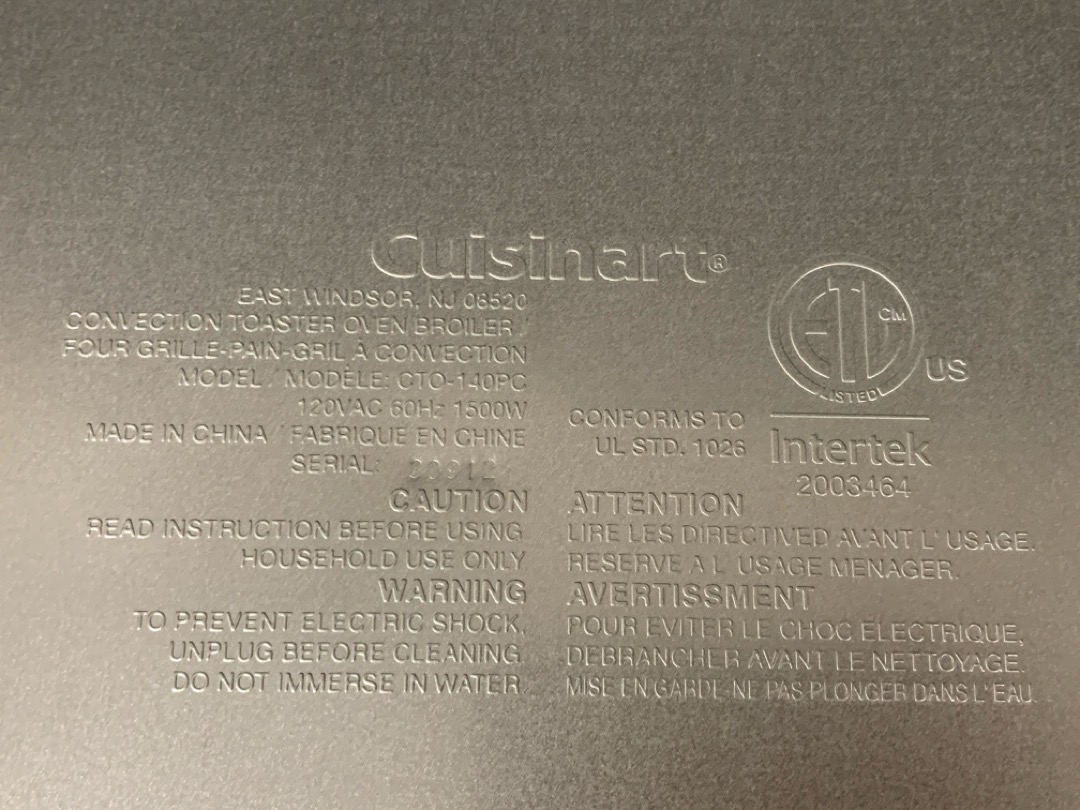 Cuisinart®
EAST WINDSOR, NJ 08520
CONVECTION TOASTER OVEN BROILER /
FOUR GRILLE-PAIN-GRIL À CONVECTION
MODEL / MODÈLE: CTO-140PC
120VAC 60Hz 1500W
MADE IN CHINA / FABRIQUE EN CHINE
SERIAL:
CAUTION
READ INSTRUCTION BEFORE USING
HOUSEHOLD USE ONLY
WARNING
TO PREVENT ELECTRIC SHOCK,
UNPLUG BEFORE CLEANING
DO NOT IMMERSE IN WATER
CONFORMS TO
UL STD. 1026
ETL CM
LISTED
US
Intertek
2003464
ATTENTION
LIRE LES DIRECTIVED AVANT L' USAGE.
RESERVE A L' USAGE MENAGER.
AVERTISSMENT
POUR EVITER LE CHOC ÉLECTRIQUE,
DEBRANCHER AVANT LE NETTOYAGE.
MISE EN GARDE-NE PAS PLONGER DANS L'EAU.